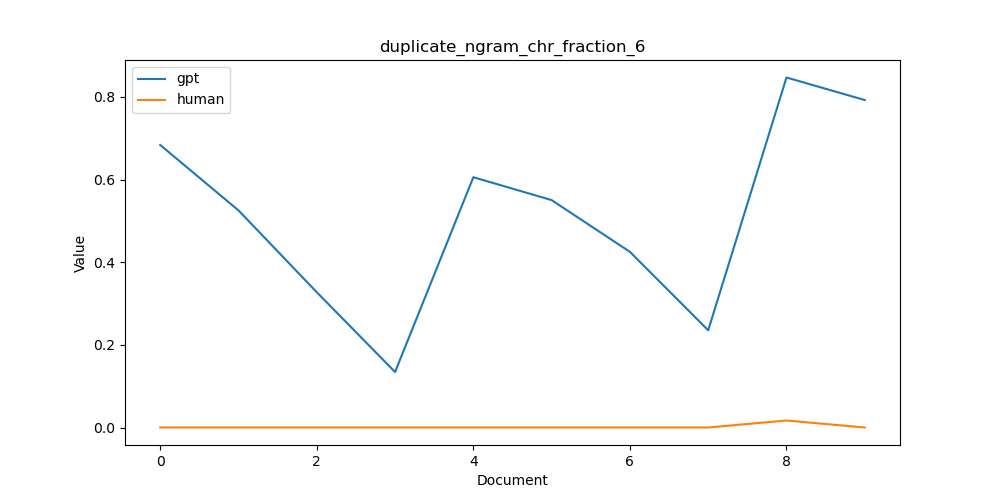 duplicate_ngram_chr_fraction_6
gpt
human
0.8
0.6
0.4
0.2
0.0
Value
0 2 4 6 8
Document